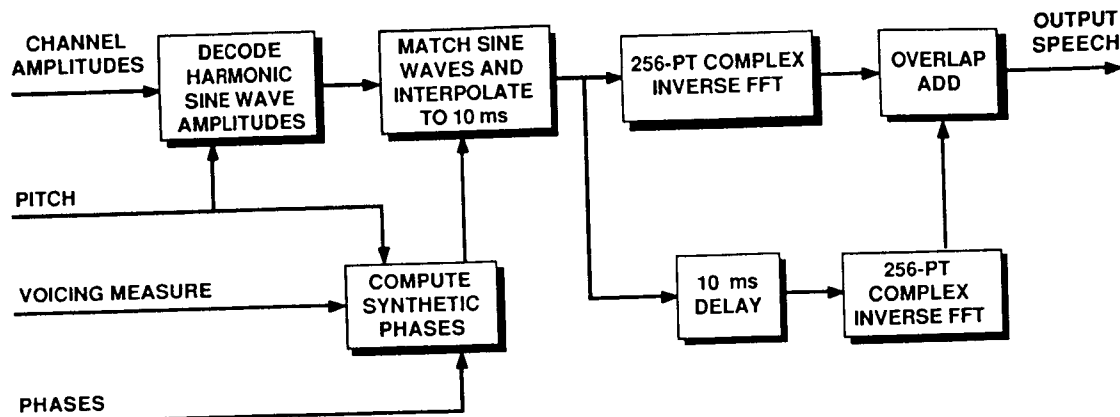 CHANNEL
AMPLITUDES
DECODE
HARMONIC
SINE WAVE
AMPLITUDES
MATCH SINE
WAVES AND
INTERPOLATE
TO 10 ms
256-PT COMPLEX
INVERSE FFT
OVERLAP
ADD
OUTPUT
SPEECH
PITCH
VOICING MEASURE
COMPUTE
SYNTHETIC
PHASES
10 ms
DELAY
256-PT
COMPLEX
INVERSE FFT
PHASES